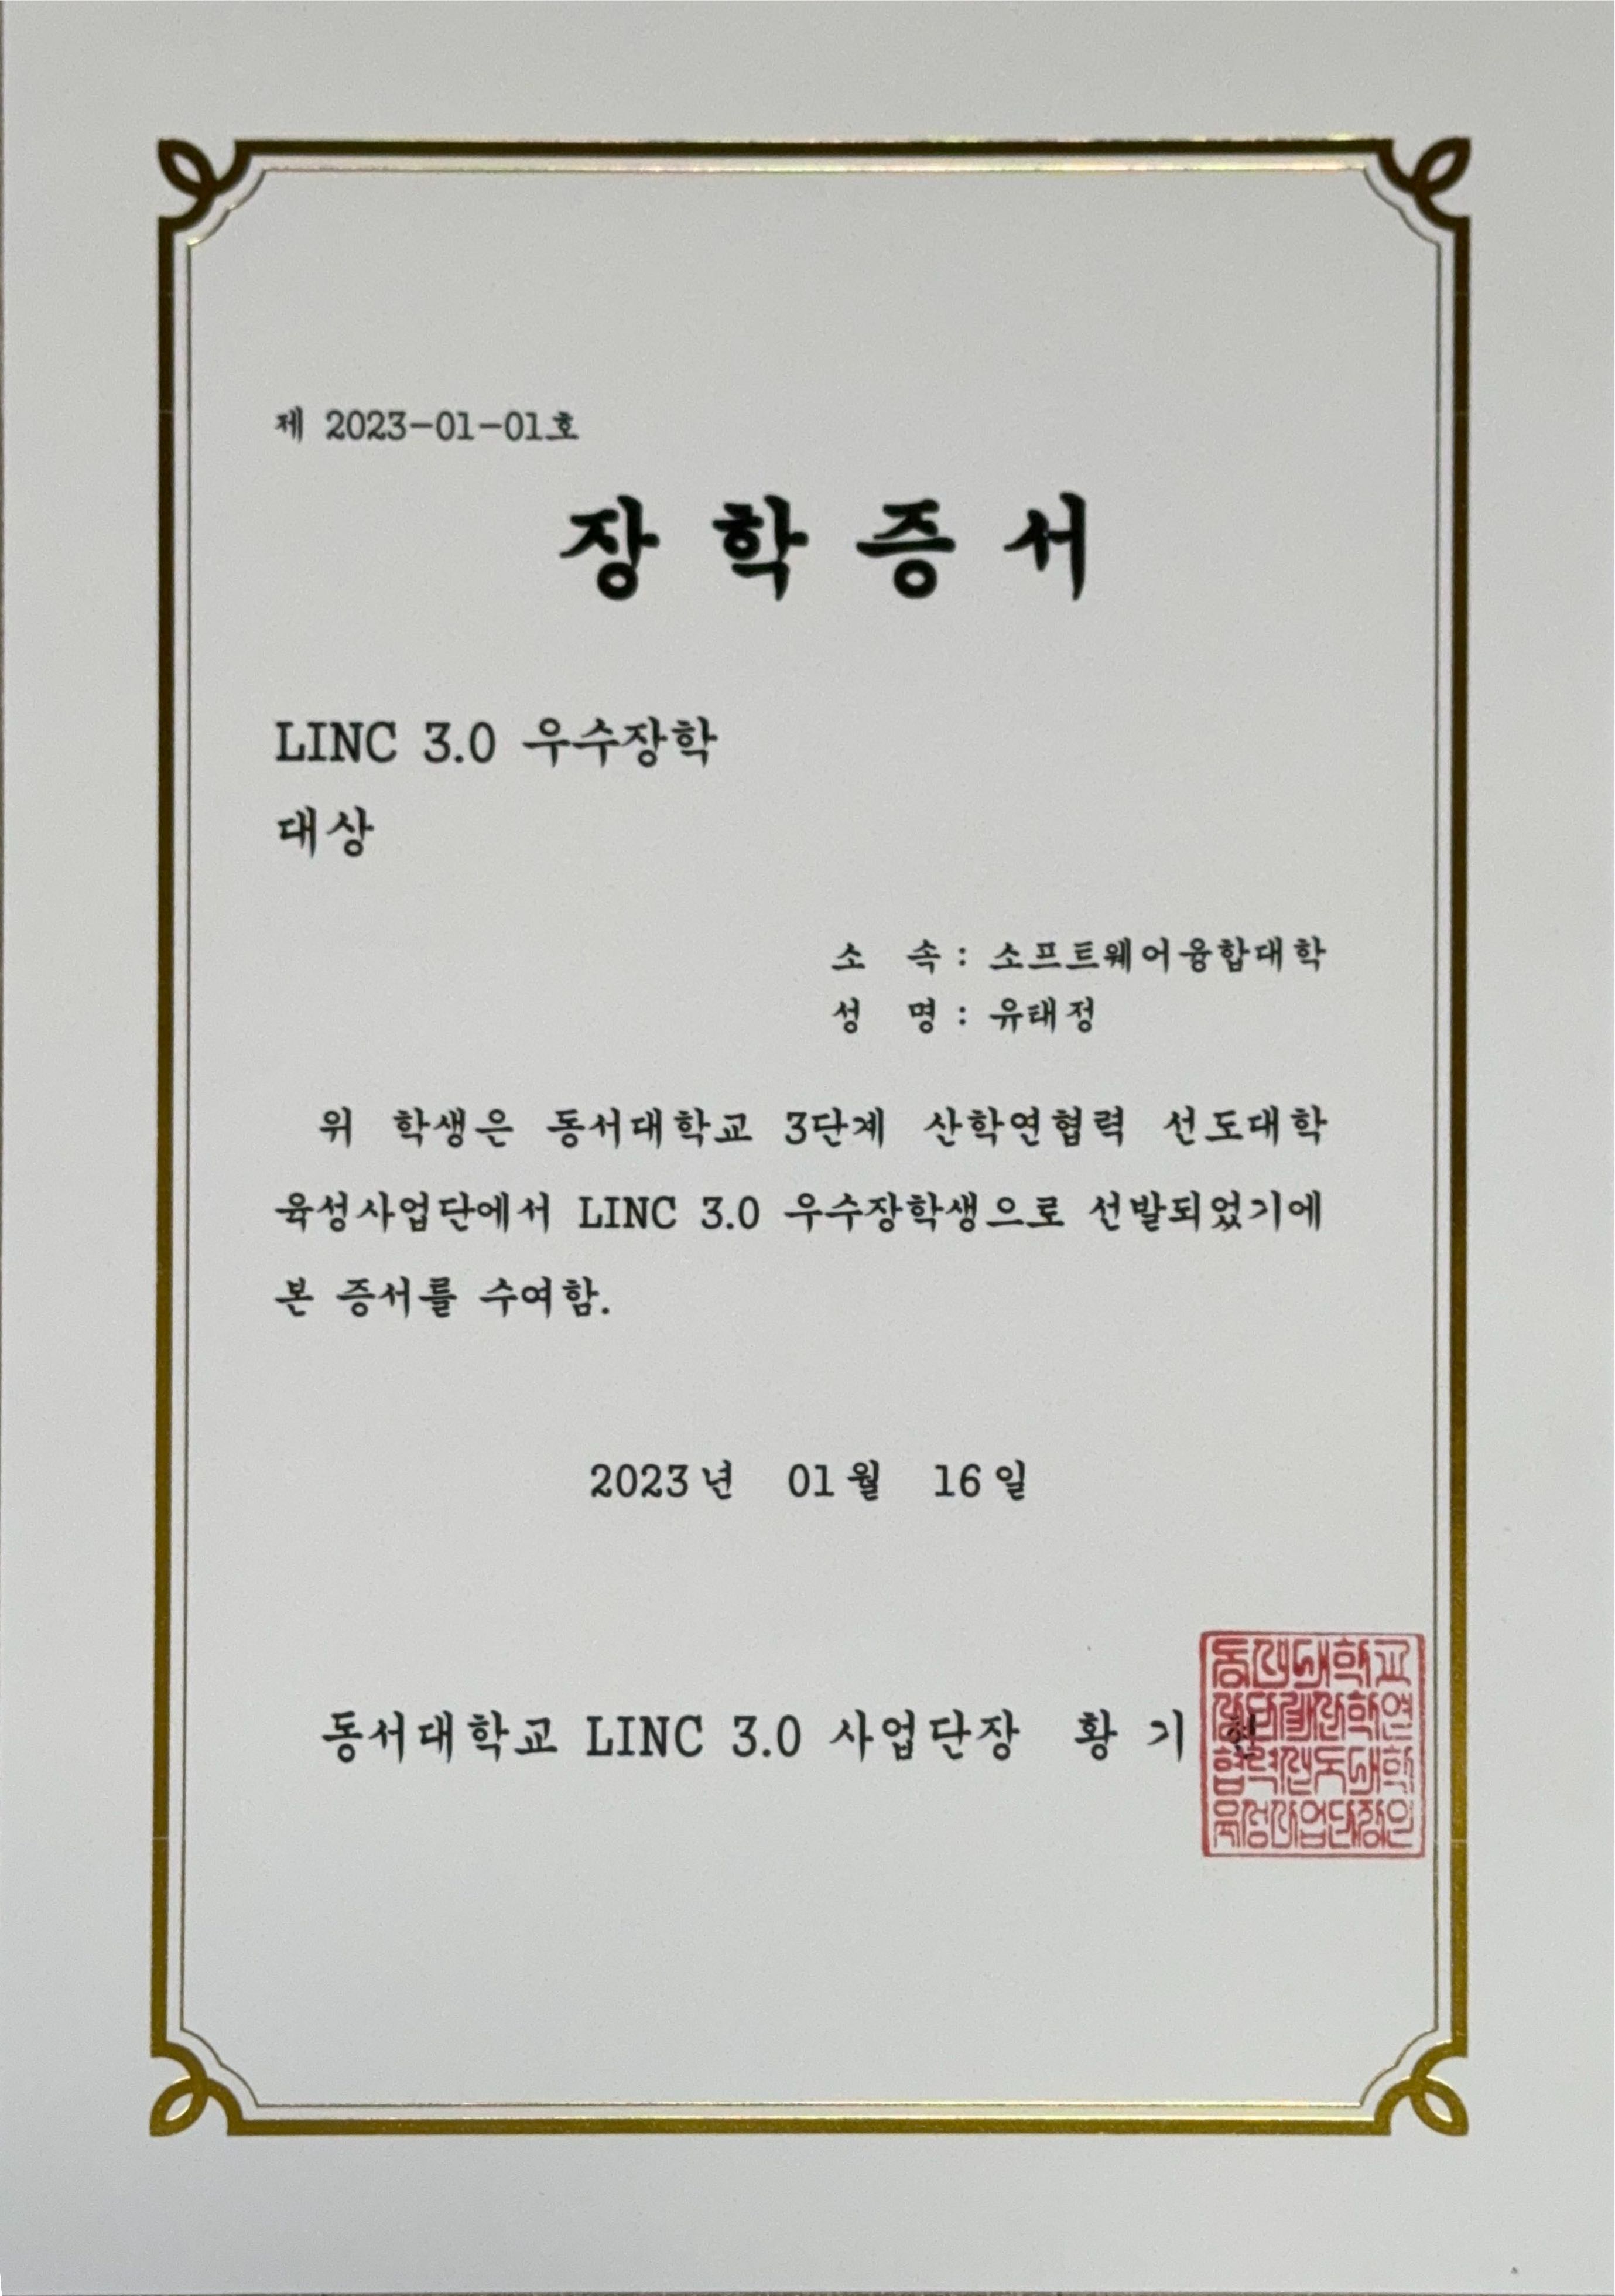 제 2023-01-01호
장 학 증 서
LINC 3.0 우수장학
대상
소 속 : 소프트웨어융합대학
성 명 : 유태정
위 학생은 동서대학교 3단계 산학연협력 선도대학
육성사업단에서 LINC 3.0 우수장학생으로 선발되었기에
본 증서를 수여함.
2023년 01월 16일
동서대학교 LINC 3.0 사업단장 황 기
동서대학교
3단계산학연
협력선도대학
육성사업단장인